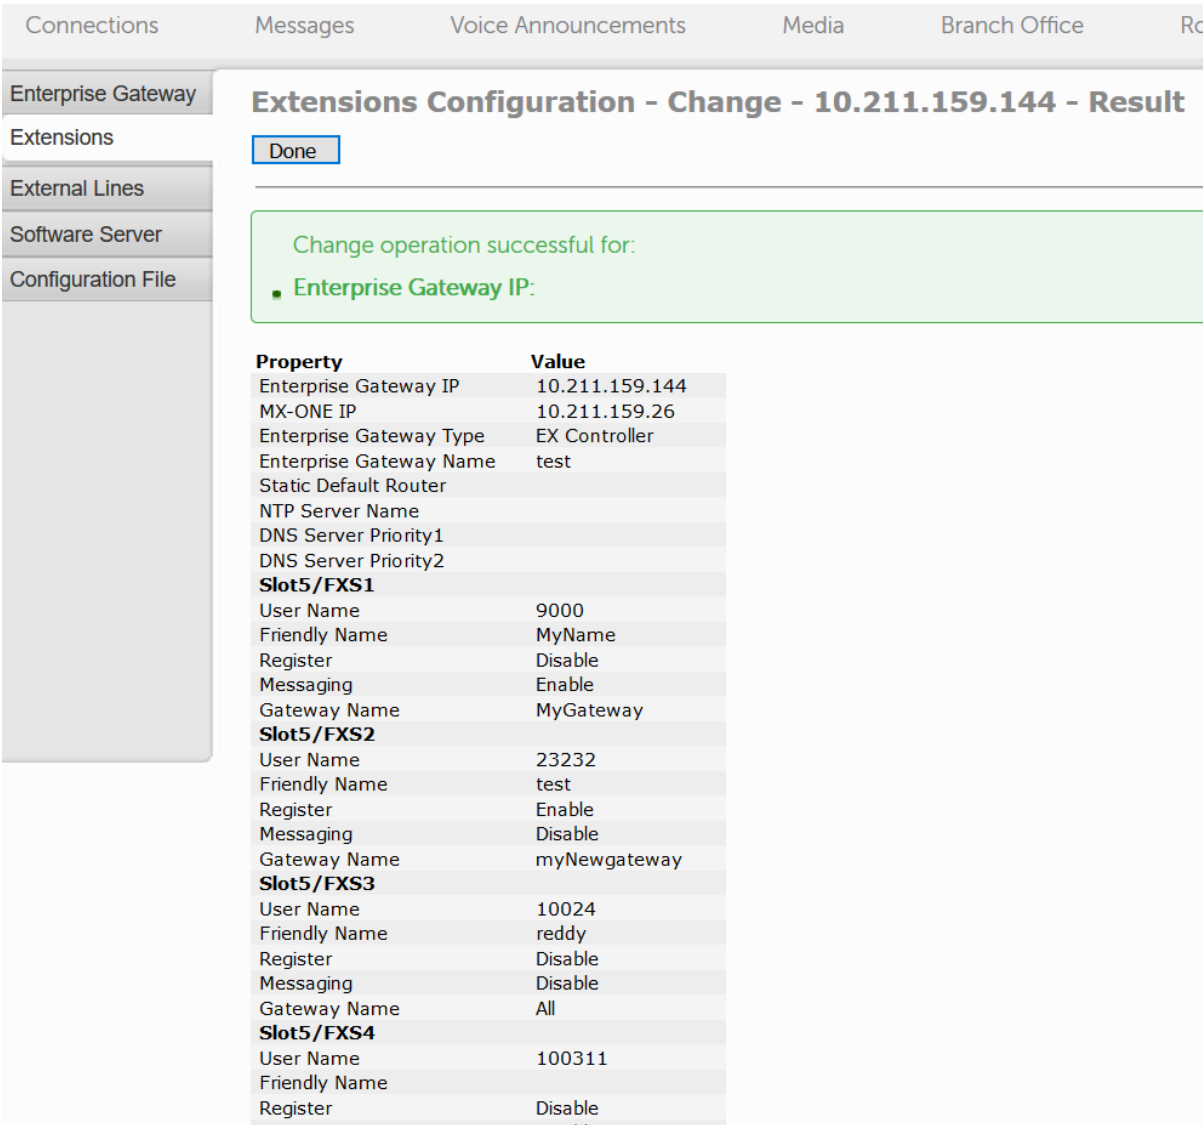 Connections Messages Voice Announcements Media Branch Office
Enterprise Gateway
Extensions
External Lines
Software Server
Configuration File
Extensions Configuration - Change - 10.211.159.144 - Result
Done
Change operation successful for:
Enterprise Gateway IP:
Property Value
Enterprise Gateway IP 10.211.159.144
MX-ONE IP 10.211.159.26
Enterprise Gateway Type EX Controller
Enterprise Gateway Name test
Static Default Router
NTP Server Name
DNS Server Priority1
DNS Server Priority2
Slot5/FXS1
User Name 9000
Friendly Name MyName
Register Disable
Messaging Enable
Gateway Name MyGateway
Slot5/FXS2
User Name 23232
Friendly Name test
Register Enable
Messaging Disable
Gateway Name myNewgateway
Slot5/FXS3
User Name 10024
Friendly Name reddy
Register Disable
Messaging Disable
Gateway Name All
Slot5/FXS4
User Name 100311
Friendly Name
Register Disable